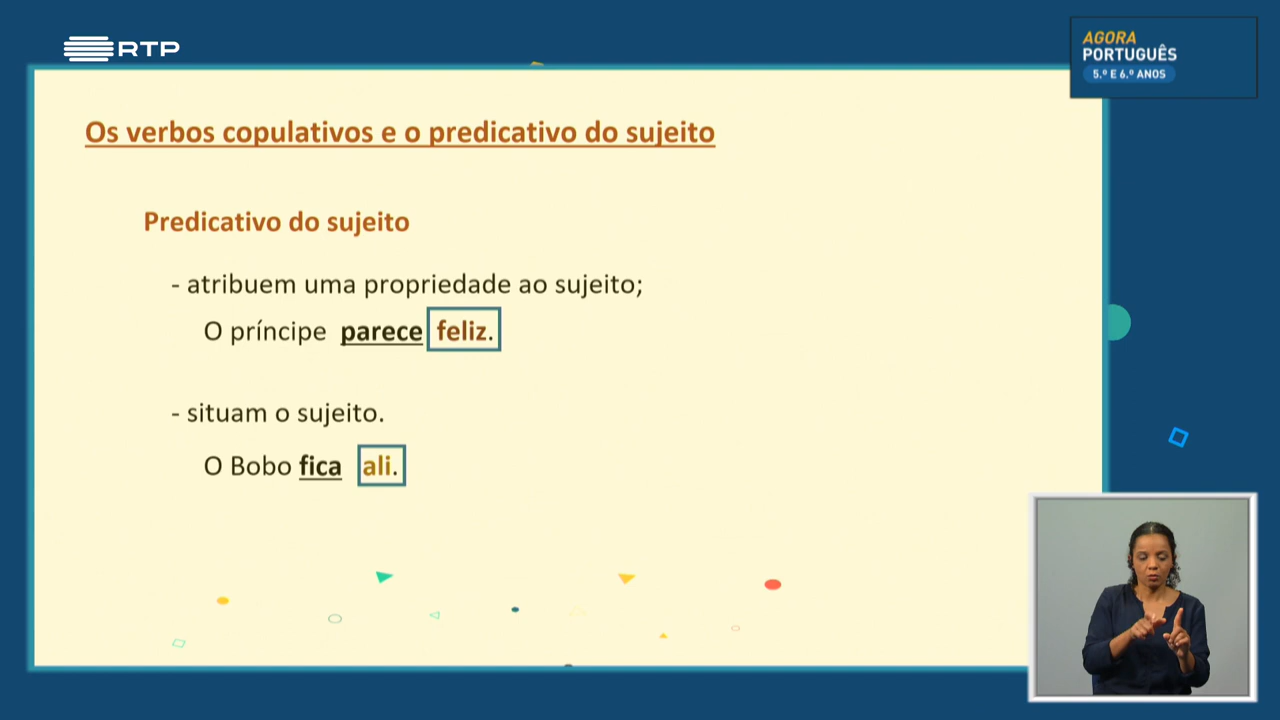 RTP
AGORA
PORTUGUÊS
5.º E 6.º ANOS
Os verbos copulativos e o predicativo do sujeito
Predicativo do sujeito
- atribuem uma propriedade ao sujeito;
O príncipe parece feliz.
- situam o sujeito.
O Bobo fica ali.